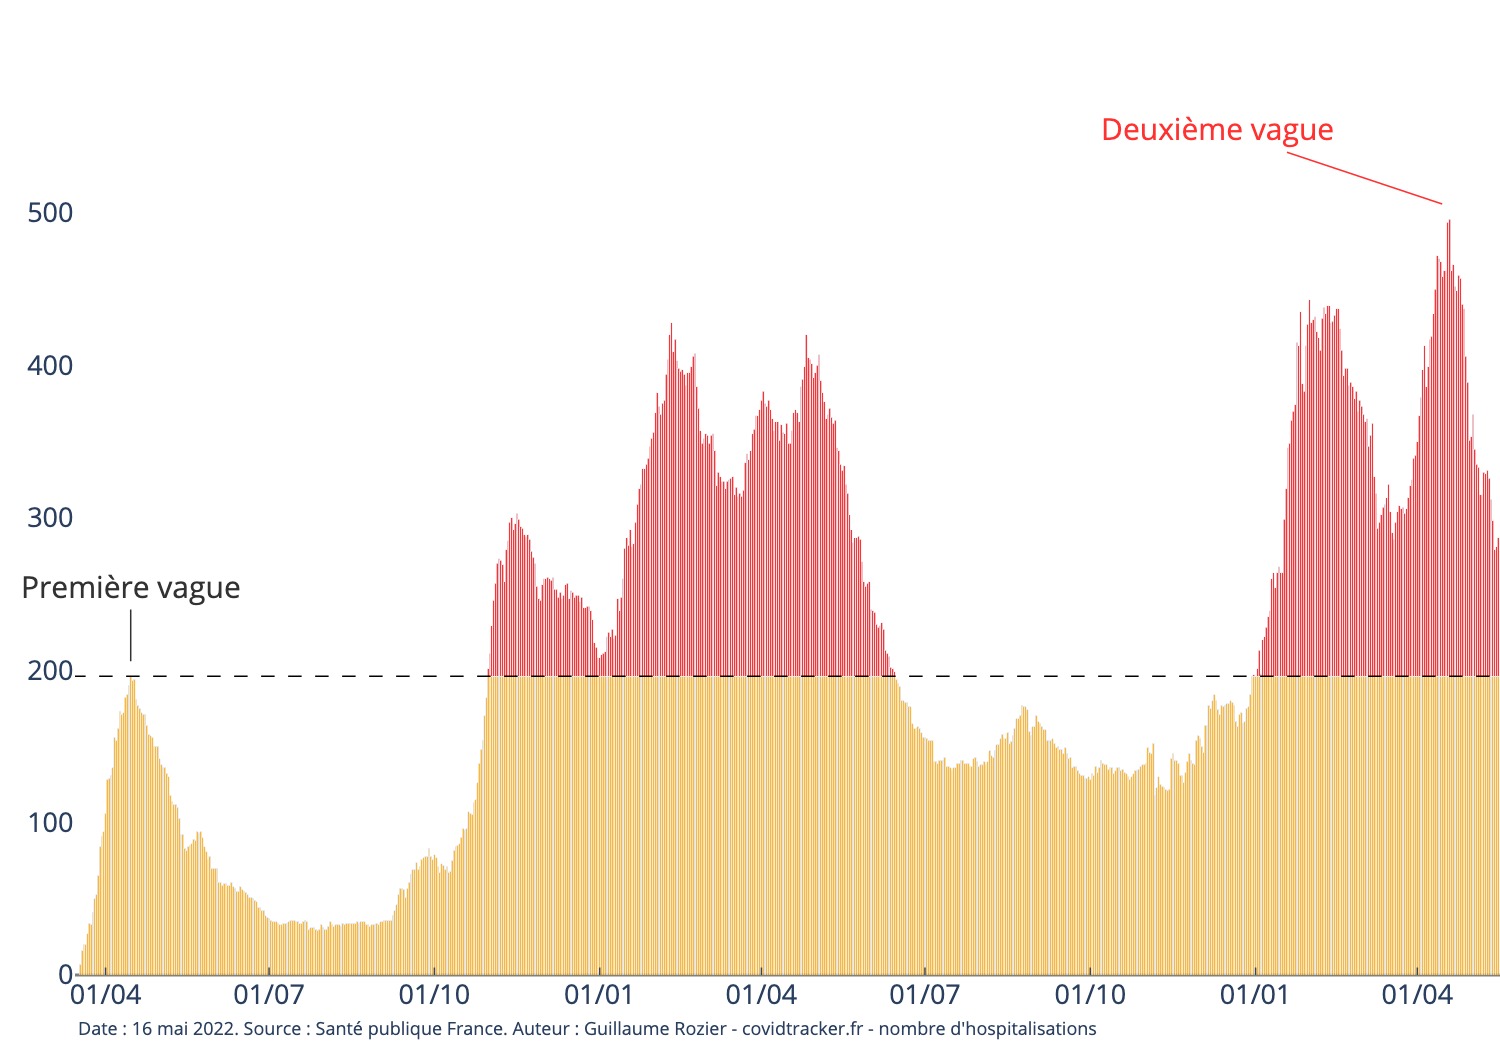 Deuxième vague
500
400
300
Première vague
200
100
0
01/04 01/07 01/10 01/01 01/04 01/07 01/10 01/01 01/04
Date : 16 mai 2022. Source : Santé publique France. Auteur : Guillaume Rozier - covidtracker.fr - nombre d'hospitalisations